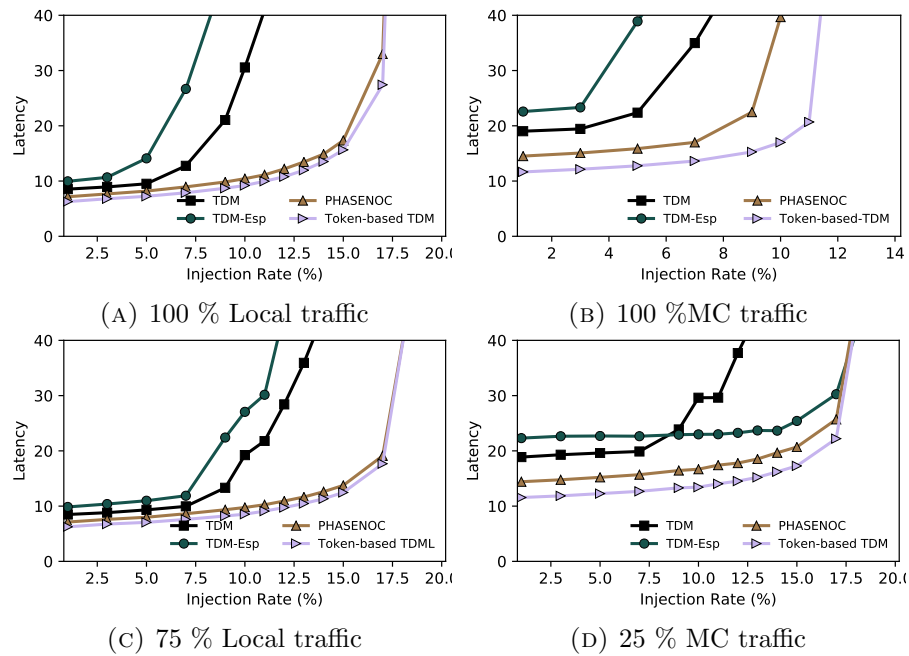 40
30
20
10
0
Latency
TDM
TDM-Esp
PHASENOC
Token-based TDM
2.5 5.0 7.5 10.0 12.5 15.0 17.5 20.
Injection Rate (%)
(A) 100 % Local traffic
40
30
20
10
0
Latency
TDM
TDM-Esp
PHASENOC
Token-based-TDM
2 4 6 8 10 12 14
Injection Rate (%)
(B) 100 %MC traffic
40
30
20
10
0
Latency
TDM
TDM-Esp
PHASENOC
Token-based TDML
2.5 5.0 7.5 10.0 12.5 15.0 17.5 20.
Injection Rate (%)
(C) 75 % Local traffic
40
30
20
10
0
Latency
TDM
TDM-Esp
PHASENOC
Token-based TDM
2.5 5.0 7.5 10.0 12.5 15.0 17.5 20.
Injection Rate (%)
(D) 25 % MC traffic